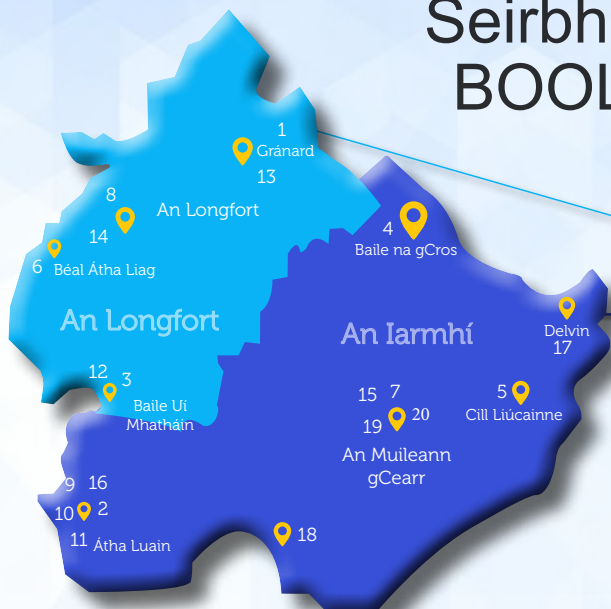 Seirbh
BOOL
1
Gránard
13
8
An Longfort
14
6 Béal Átha Liag
4
Baile na gCros
An Longfort
An Iarmhí
Delvin
17
12
3
Baile Uí
Mhatháin
15 7
19 20
5
Cill Liúcainne
An Muileann
gCearr
9 16
10 2
11 Átha Luain
18